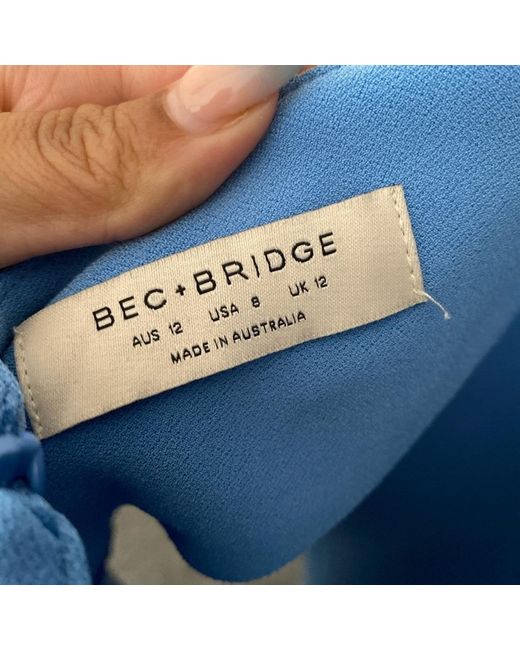 BEC+BRIDGE
AUS 12 USA 8 UK 12
MADE IN AUSTRALIA